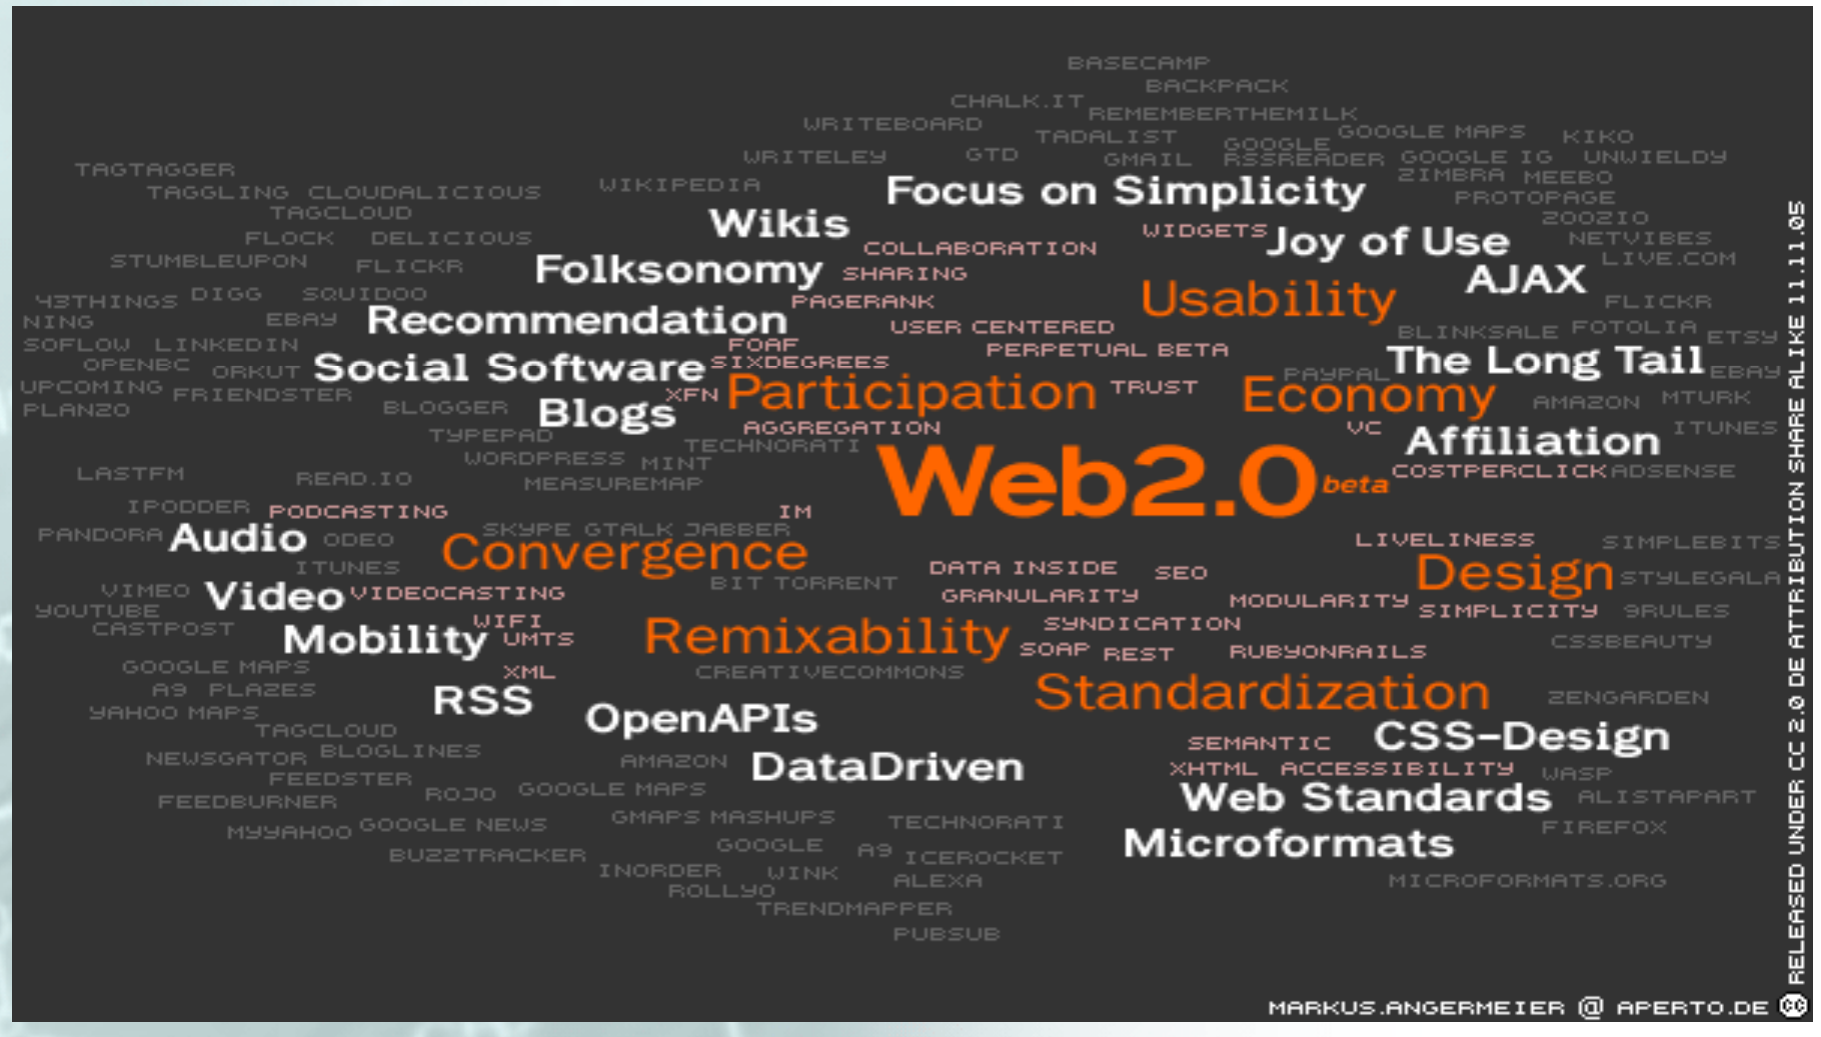 BASECAMP
BACKPACK
CHALK.IT
REMEMBERTHEMILK
WRITEBOARD
TADALIST
GOOGLE MAPS
KIKO
GOOGLE
RSSREADER
WRITELEY
GTD
GMAIL
GOOGLE IG
UNWIELDY
TAGTAGGER
ZIMBRA
MEEBO
TAGGLING
CLOUDALICIOUS
WIKIPEDIA
Focus on Simplicity
PROTOPAGE
TAGCLOUD
ZOOZIO
Wikis
WIDGETS
Joy of Use
NETVIBES
FLOCK
DELICIOUS
COLLABORATION
LIVE.COM
STUMBLEUPON
FLICKR
Folksonomy
SHARING
AJAX
43THINGS
DIGG
SQUIDOO
PAGERANK
Usability
FLICKR
NING
EBAY
Recommendation
USER CENTERED
BLINKSALE
FOTOLIA
ETSY
SOFLOW
LINKEDIN
FOAF
PERPETUAL BETA
OPENBC
ORKUT
Social Software
SIXDEGREES
PAYPAL
The Long Tail
EBAY
UPCOMING
FRIENDSTER
XFN
Participation
TRUST
Economy
AMAZON
MTURK
PLANZO
BLOGGER
Blogs
AGGREGATION
VC
ITUNES
TYPEPAD
TECHNORATI
Affiliation
WORDPRESS
MINT
LASTFM
READ.IO
MEASUREMAP
Web2.0
beta
COSTPERCLICK
ADSENSE
IPODDER
PODCASTING
IM
PANDORA
Audio
ODEO
SKYPE
GTALK
JABBER
LIVELINESS
SIMPLEBITS
ITUNES
Convergence
DATA INSIDE
SEO
Design
STYLEGALA
VIMEO
Video
VIDEOCASTING
BIT TORRENT
GRANULARITY
MODULARITY
YOUTUBE
SIMPLICITY
9RULES
CASTPOST
WIFI
Mobility
UMTS
Remixability
SYNDICATION
CSSBEAUTY
SOAP
REST
RUBYONRAILS
GOOGLE MAPS
XML
CREATIVECOMMONS
A9
PLAZES
RSS
Standardization
ZENGARDEN
YAHOO MAPS
OpenAPIs
TAGCLOUD
SEMANTIC
CSS-Design
NEWSGATOR
BLOGLINES
AMAZON
DataDriven
XHTML
ACCESSIBILITY
WASP
FEEDSTER
FEEDBURNER
ROJO
GOOGLE MAPS
Web Standards
ALISTAPART
MYYAHOO
GOOGLE NEWS
GMAPS MASHUPS
TECHNORATI
FIREFOX
BUZZTRACKER
GOOGLE
A9
ICEROCKET
Microformats
INORDER
WINK
ALEXA
MICROFORMATS.ORG
ROLLYO
TRENDMAPPER
PUBSUB
RELEASED UNDER CC 2.0 DE ATTRIBUTION SHARE ALIKE 11.11.05
MARKUS.ANGERMEIER @ APERTO.DE
cc